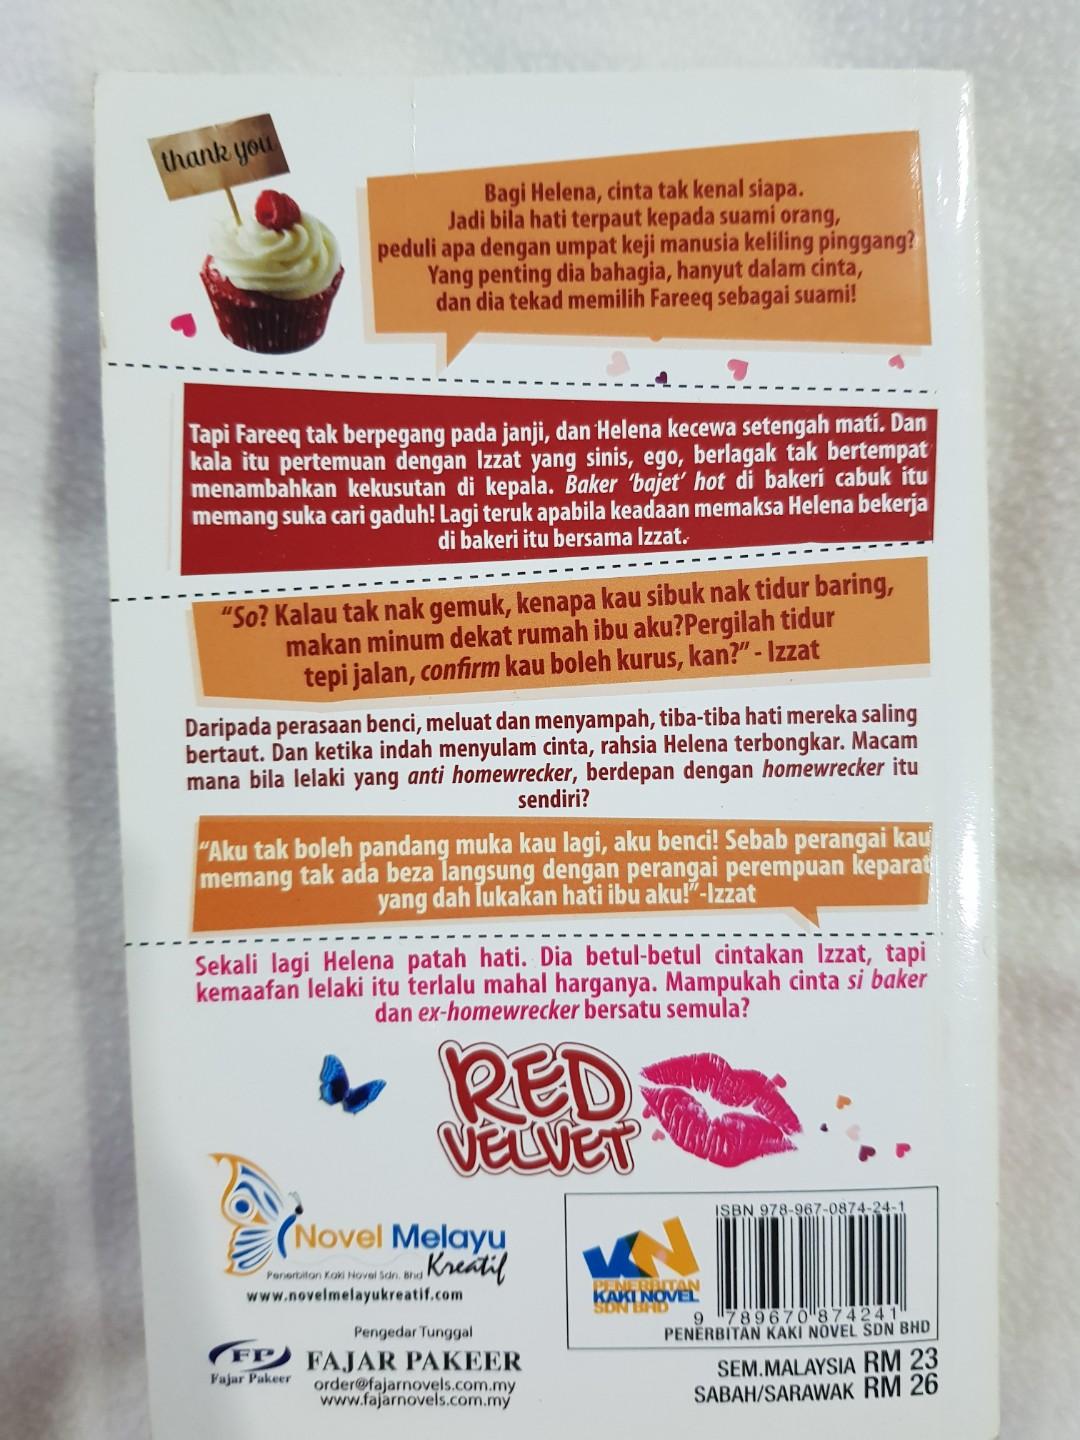 thank you
Bagi Helena, cinta tak kenal siapa.
Jadi bila hati terpaut kepada suami orang,
peduli apa dengan umpat keji manusia keliling pinggang?
Yang penting dia bahagia, hanyut dalam cinta,
dan dia tekad memilih Fareeq sebagai suami!
Tapi Fareeq tak berpegang pada janji, dan Helena kecewa setengah mati. Dan
kala itu pertemuan dengan Izzat yang sinis, ego, berlagak tak bertempat
menambahkan kekusutan di kepala. Baker 'bajet' hot di bakeri cabuk itu
memang suka cari gaduh! Lagi teruk apabila keadaan memaksa Helena bekerja
di bakeri itu bersama Izzat.
"So? Kalau tak nak gemuk, kenapa kau sibuk nak tidur baring,
makan minum dekat rumah ibu aku?Pergilah tidur
tepi jalan, confirm kau boleh kurus, kan?" - Izzat
Daripada perasaan benci, meluat dan menyampah, tiba-tiba hati mereka saling
bertaut. Dan ketika indah menyulam cinta, rahsia Helena terbongkar. Macam
mana bila lelaki yang anti homewrecker, berdepan dengan homewrecker itu
sendiri?
"Aku tak boleh pandang muka kau lagi, aku benci! Sebab perangai kau
memang tak ada beza langsung dengan perangai perempuan keparat
yang dah lukakan hati ibu aku!"-Izzat
Sekali lagi Helena patah hati. Dia betul-betul cintakan Izzat, tapi
kemaafan lelaki itu terlalu mahal harganya. Mampukah cinta si baker
dan ex-homewrecker bersatu semula?
RED
VELVET
Novel Melayu
Kreatif
Penerbitan Kaki Novel Sdn. Bhd
www.novelmelayukreatif.com
Pengedar Tunggal
FP
Fajar Pakeer
FAJAR PAKEER
order@fajarnovels.com.my
www.fajarnovels.com.my
KN
PENERBITAN
KAKI NOVEL
SDN BHD
ISBN 978-967-0874-24-1
9 789670 874241
PENERBITAN KAKI NOVEL SDN BHD
SEM.MALAYSIA RM 23
SABAH/SARAWAK RM 26